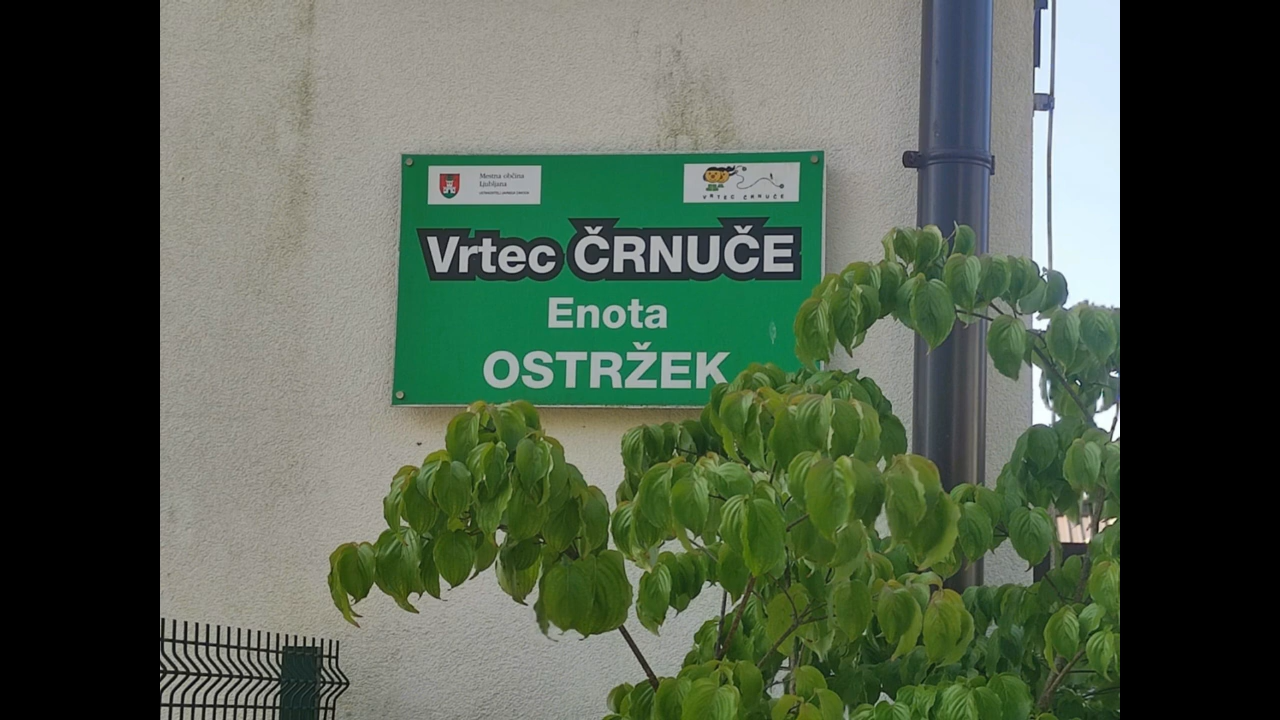 Mestna občina
Ljubljana
VRTEC ČRNUČE
Vrtec ČRNUČE
Enota
OSTRŽEK